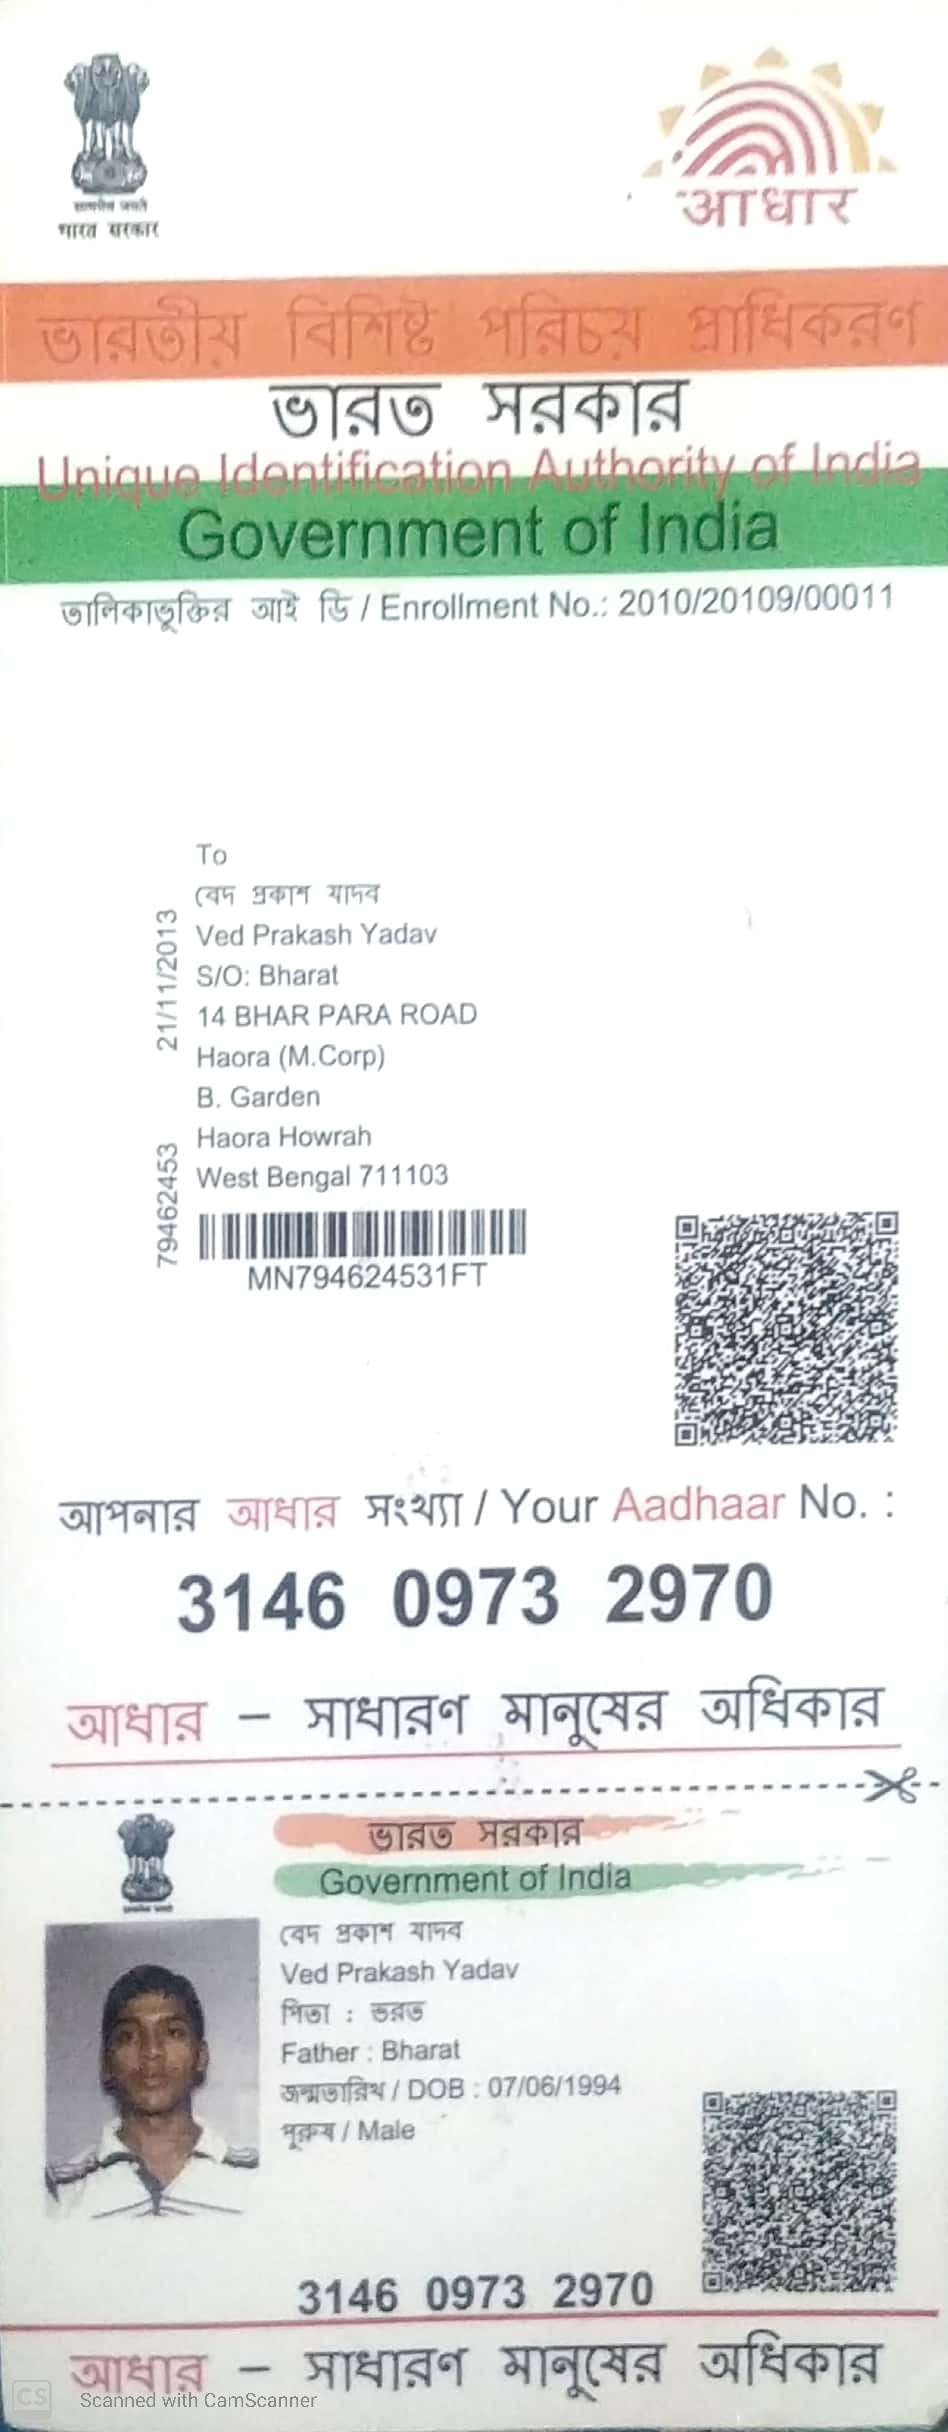 सत्यमेव जयते
भारत सरकार
आधार
ভারতীয় বিশিষ্ট পরিচয় প্রাধিকরণ
ভারত সরকার
Unique Identification Authority of India
Government of India
তালিকাভুক্তির আই ডি / Enrollment No.: 2010/20109/00011
To
বেদ প্রকাশ যাদব
Ved Prakash Yadav
S/O: Bharat
14 BHAR PARA ROAD
Haora (M.Corp)
B. Garden
Haora Howrah
West Bengal 711103
21/11/2013
79462453
MN794624531FT
আপনার আধার সংখ্যা / Your Aadhaar No. :
3146 0973 2970
আধার – সাধারণ মানুষের অধিকার
ভারত সরকার
Government of India
বেদ প্রকাশ যাদব
Ved Prakash Yadav
পিতা : ভরত
Father : Bharat
জন্মতারিখ / DOB : 07/06/1994
পুরুষ / Male
3146 0973 2970
আধার – সাধারণ মানুষের অধিকার
CS Scanned with CamScanner